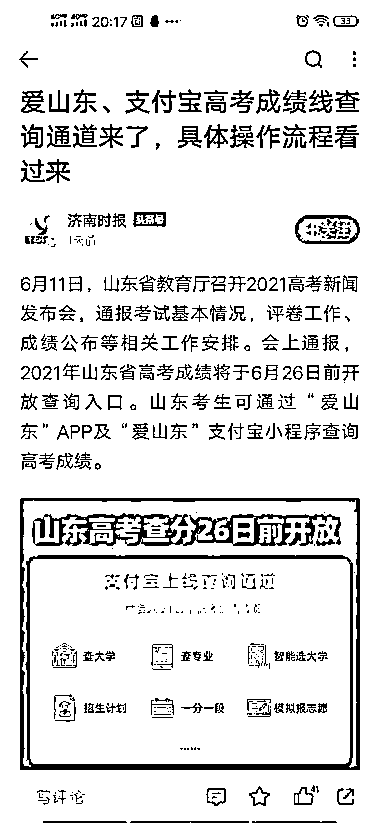 20:17
33
爱山东、支付宝高考成绩线查
询通道来了，具体操作流程看
过来
济南时报
6月11日，山东省教育厅召开2021高考新闻
发布会，通报考试基本情况，评卷工作、
成绩公布等相关工作安排。会上通报，
2021年山东省高考成绩将于6月26日前开
放查询入口。山东考生可通过“爱山
东”APP及“爱山东”支付宝小程序查询
高考成绩。
山东高考查分26日前开放
支付宝上线查询通道
查大学 查专业 智能选大学
招生计划 一分一段 模拟报志愿
......
写评论
41